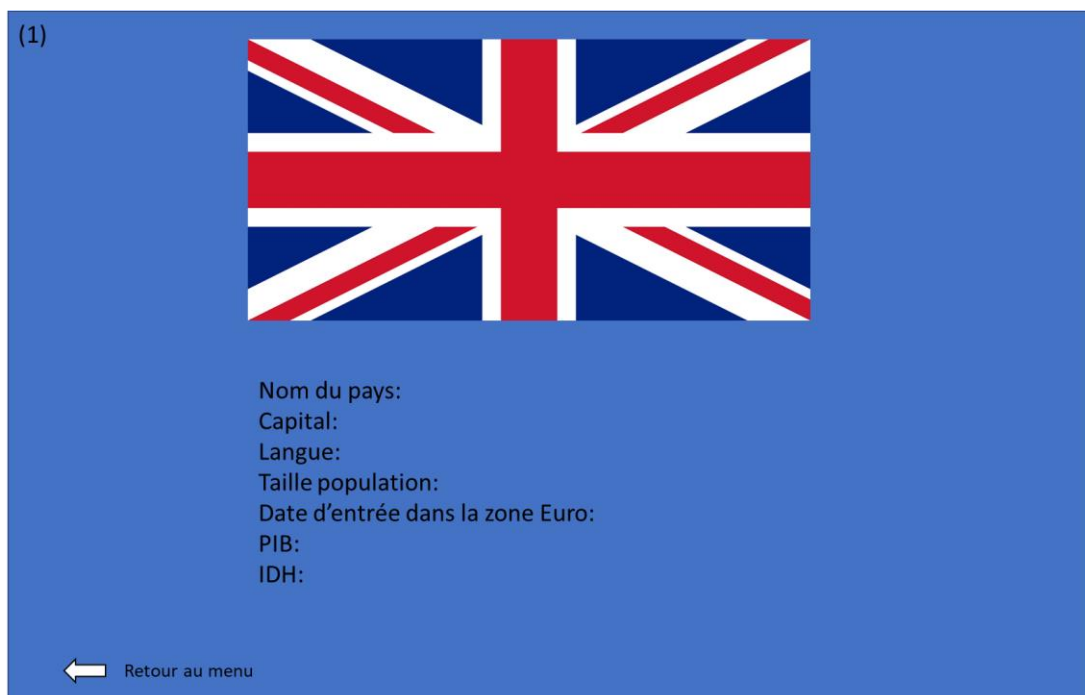 (1)
Nom du pays:
Capital:
Langue:
Taille population:
Date d'entrée dans la zone Euro:
PIB:
IDH:
Retour au menu